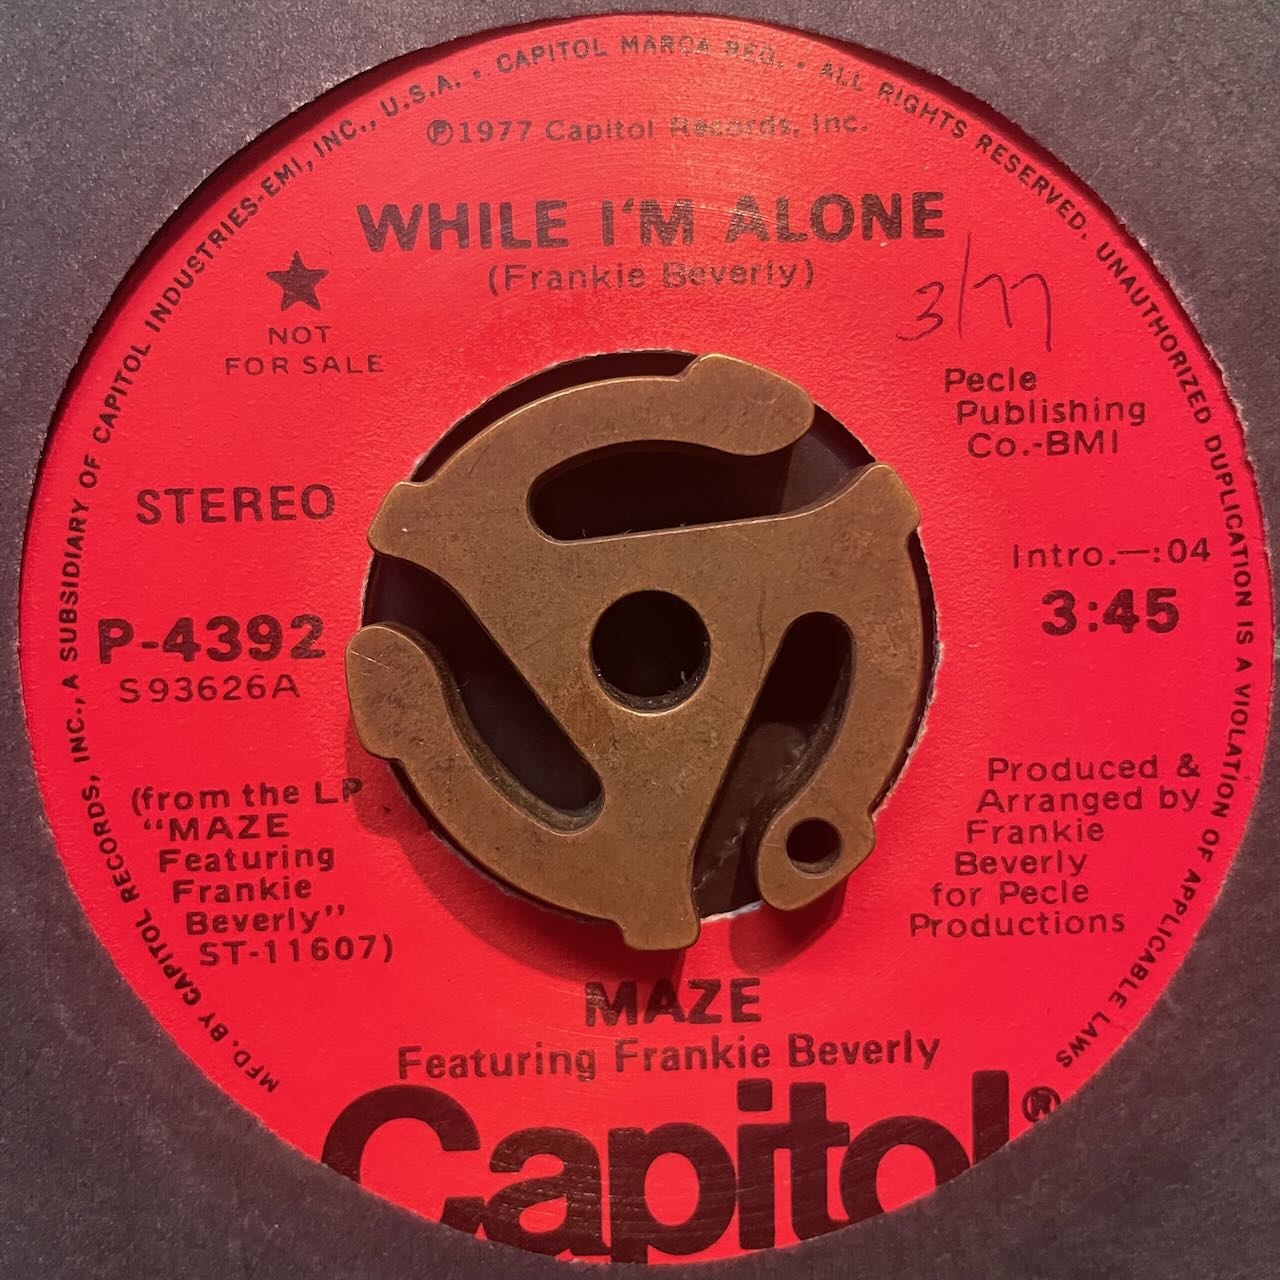 MFD. BY CAPITOL RECORDS, INC., A SUBSIDIARY OF CAPITOL INDUSTRIES-EMI, INC., U.S.A. • CAPITOL MARCA REG. • ALL RIGHTS RESERVED. UNAUTHORIZED DUPLICATION IS A VIOLATION OF APPLICABLE LAWS
℗1977 Capitol Records, Inc.
WHILE I'M ALONE
(Frankie Beverly)
★
NOT
FOR SALE
3/77
Pecle
Publishing
Co.-BMI
STEREO
Intro.—:04
3:45
P-4392
S93626A
(from the LP
"MAZE
Featuring
Frankie
Beverly"
ST-11607)
Produced &
Arranged by
Frankie
Beverly
for Pecle
Productions
MAZE
Featuring Frankie Beverly
Capitol®